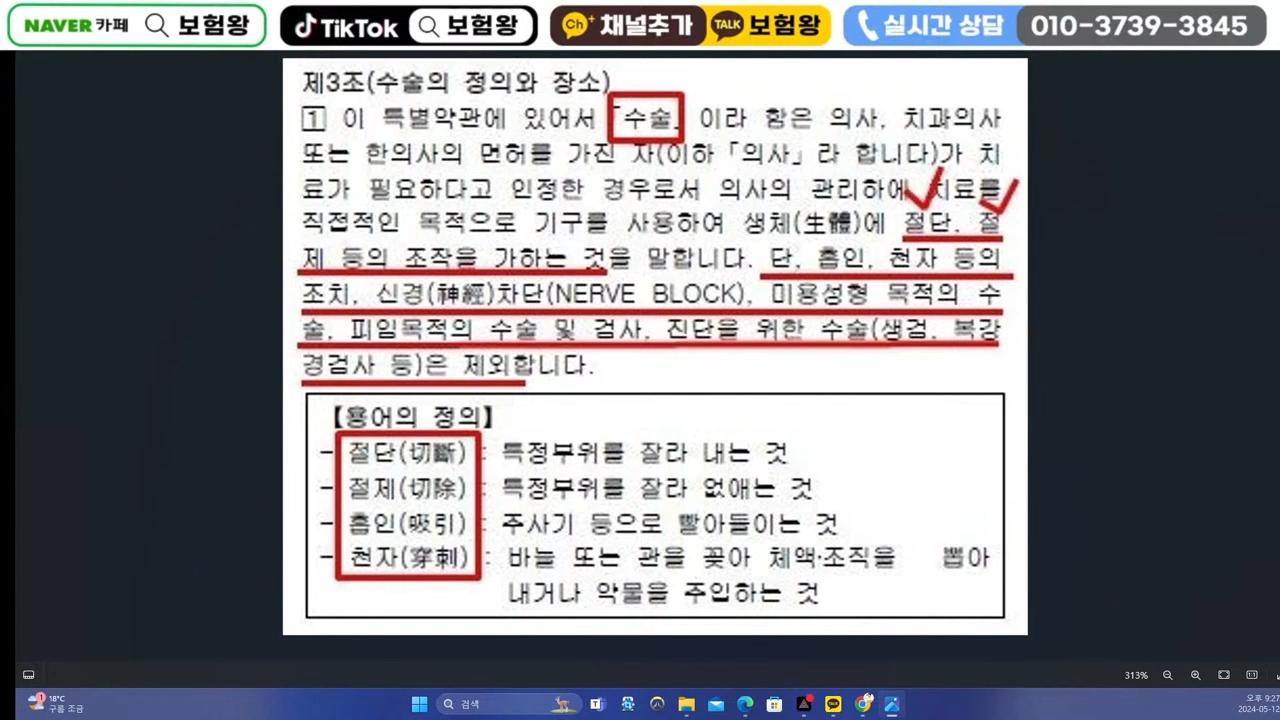 NAVER 카페 보험왕 TikTok 보험왕 Ch+ 채널추가 TALK 보험왕 실시간 상담 010-3739-3845
제3조(수술의 정의와 장소)
1 이 특별약관에 있어서 「수술」 이라 함은 의사, 치과의사
또는 한의사의 면허를 가진 자(이하「의사」라 합니다)가 치
료가 필요하다고 인정한 경우로서 의사의 관리하에 치료를
직접적인 목적으로 기구를 사용하여 생체(生體)에 절단, 절
제 등의 조작을 가하는 것을 말합니다. 단, 흡인, 천자 등의
조치, 신경(神經)차단(NERVE BLOCK), 미용성형 목적의 수
술, 피임목적의 수술 및 검사, 진단을 위한 수술(생검, 복강
경검사 등)은 제외합니다.
【용어의 정의】
- 절단(切斷) : 특정부위를 잘라 내는 것
- 절제(切除) : 특정부위를 잘라 없애는 것
- 흡인(吸引) : 주사기 등으로 빨아들이는 것
- 천자(穿刺) : 바늘 또는 관을 꽂아 체액·조직을 뽑아
내거나 약물을 주입하는 것
313%
18°C
구름 조금
검색
오후 9:27
2024-05-12